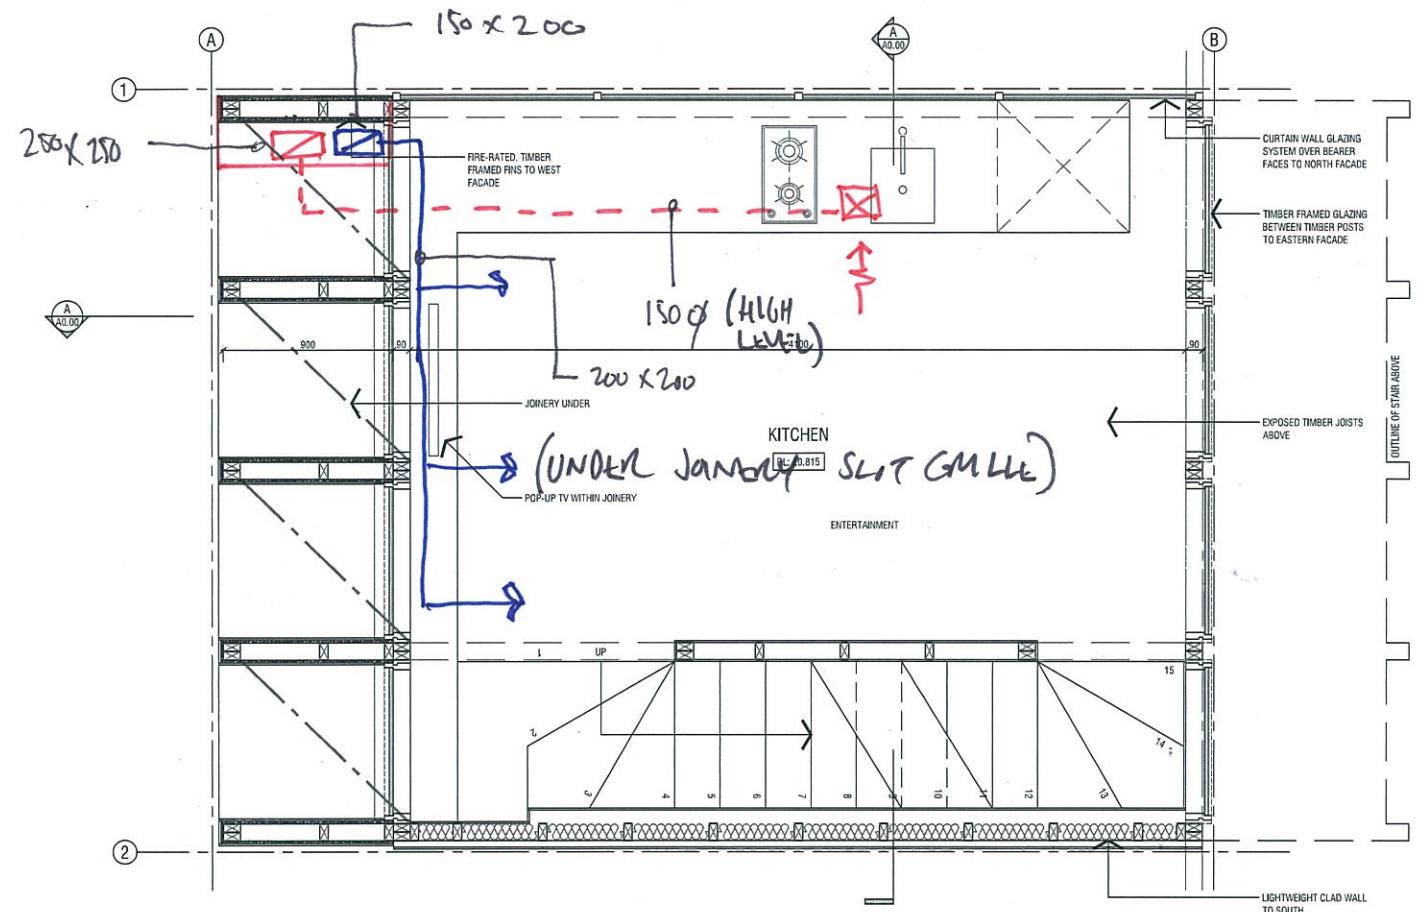 150 x 200
A
A
A0.00
B
1
250 x 250
FIRE-RATED, TIMBER
FRAMED FINS TO WEST
FACADE
CURTAIN WALL GLAZING
SYSTEM OVER BEARER
FACES TO NORTH FACADE
TIMBER FRAMED GLAZING
BETWEEN TIMBER POSTS
TO EASTERN FACADE
150 ø (HIGH
LEVEL)
A
A0.00
900
90
4100
90
200 x 200
JOINERY UNDER
OUTLINE OF STAIR ABOVE
EXPOSED TIMBER JOISTS
ABOVE
KITCHEN
(UNDER JOINERY SLOT GRILLE)
POP-UP TV WITHIN JOINERY
ENTERTAINMENT
1
UP
15
2
14
3
4
5
6
7
8
9
10
11
12
13
2
LIGHTWEIGHT CLAD WALL
TO SOUTH